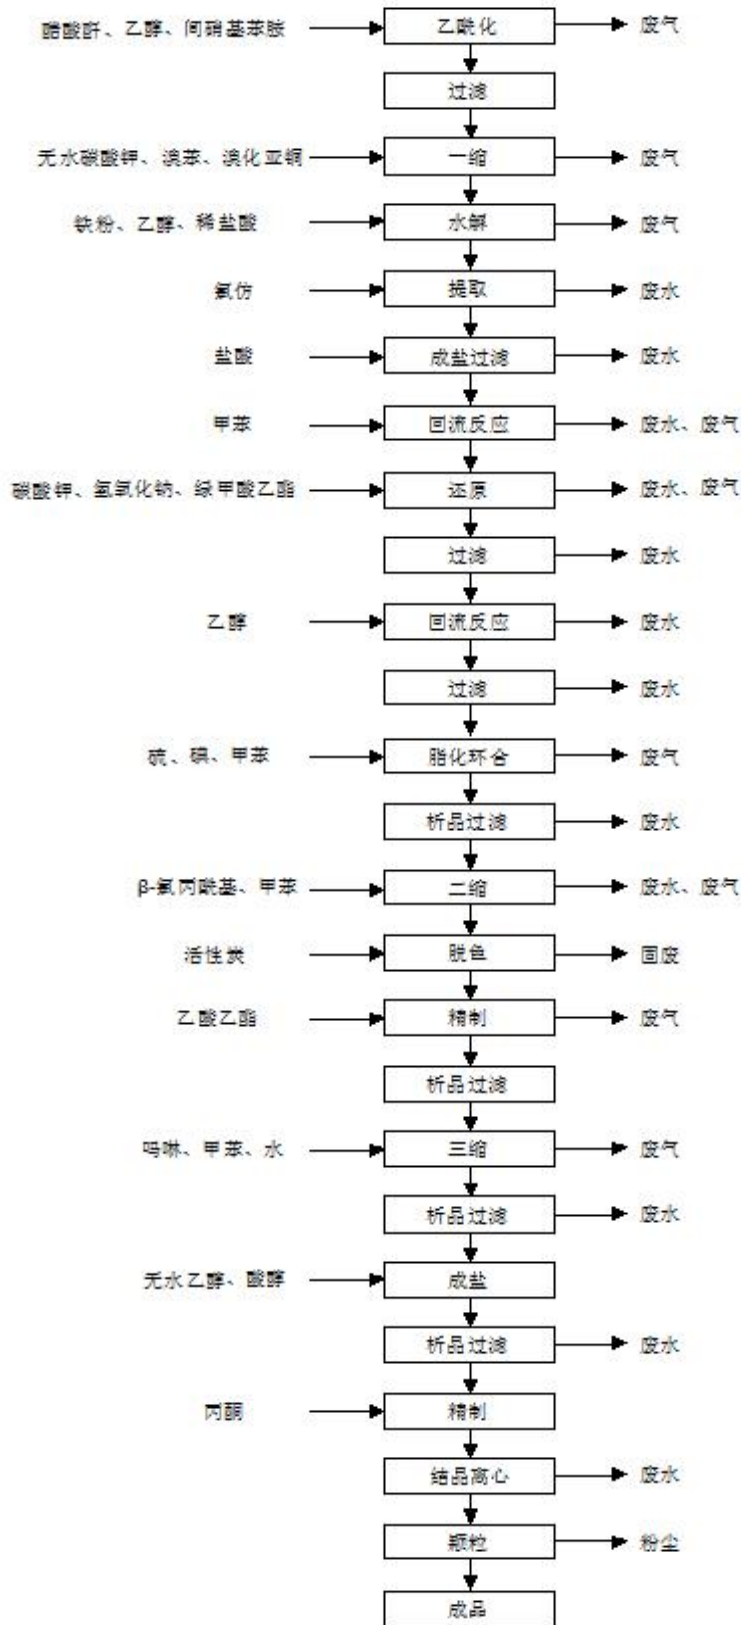 醋酸酐、乙醇、间硝基苯胺 乙酰化 废气
过滤
无水碳酸钾、溴苯、溴化亚铜 一缩 废气
铁粉、乙醇、稀盐酸 水解 废气
氯仿 提取 废水
盐酸 成盐过滤 废水
甲苯 回流反应 废水、废气
碳酸钾、氢氧化钠、绿甲酸乙酯 还原 废水、废气
过滤 废水
乙醇 回流反应 废水
过滤 废水
硫、碘、甲苯 脂化环合 废气
析品过滤 废水
β-氯丙酰基、甲苯 二缩 废水、废气
活性炭 脱色 固废
乙酸乙酯 精制 废气
析品过滤
吗啉、甲苯、水 三缩 废气
析品过滤 废水
无水乙醇、酸醇 成盐
析品过滤 废水
丙酮 精制
结品离心 废水
颗粒 粉尘
成品